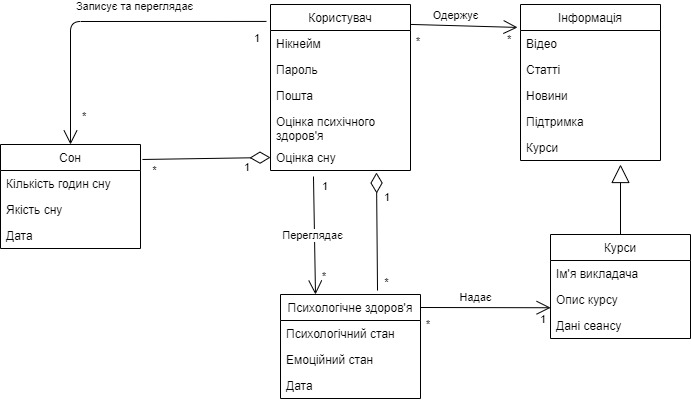 Записує та переглядає
1
*
Користувач
Нікнейм
Пароль
Пошта
Оцінка психічного
здоров'я
Оцінка сну
Одержує
*
*
Інформація
Відео
Статті
Новини
Підтримка
Курси
Сон
Кількість годин сну
Якість сну
Дата
*
1
1
Переглядає
*
1
*
Психологічне здоров'я
Психологічний стан
Емоційний стан
Дата
Надає
*
1
Курси
Ім'я викладача
Опис курсу
Дані сеансу